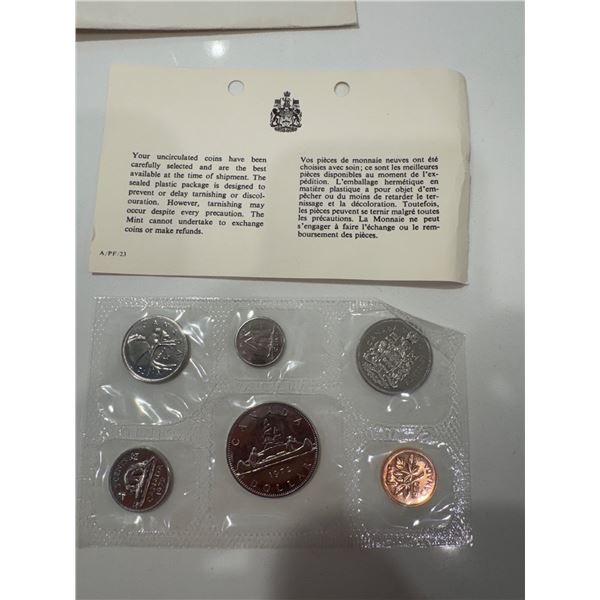 Your uncirculated coins have been
carefully selected and are the best
available at the time of shipment. The
sealed plastic package is designed to
prevent or delay tarnishing or discol-
ouration. However, tarnishing may
occur despite every precaution. The
Mint cannot undertake to exchange
coins or make refunds.
A/PF/23
Vos pièces de monnaie neuves ont été
choisies avec soin; ce sont les meilleures
pièces disponibles au moment de l'ex-
pédition. L'emballage hermétique en
matière plastique a pour objet d'em-
pêcher ou du moins de retarder le ter-
nissage et la décoloration. Toutefois,
les pièces peuvent se ternir malgré toutes
les précautions. La Monnaie ne peut
s'engager à faire l'échange ou le rem-
boursement des pièces.
CANADA
DOLLAR
5 CENTS